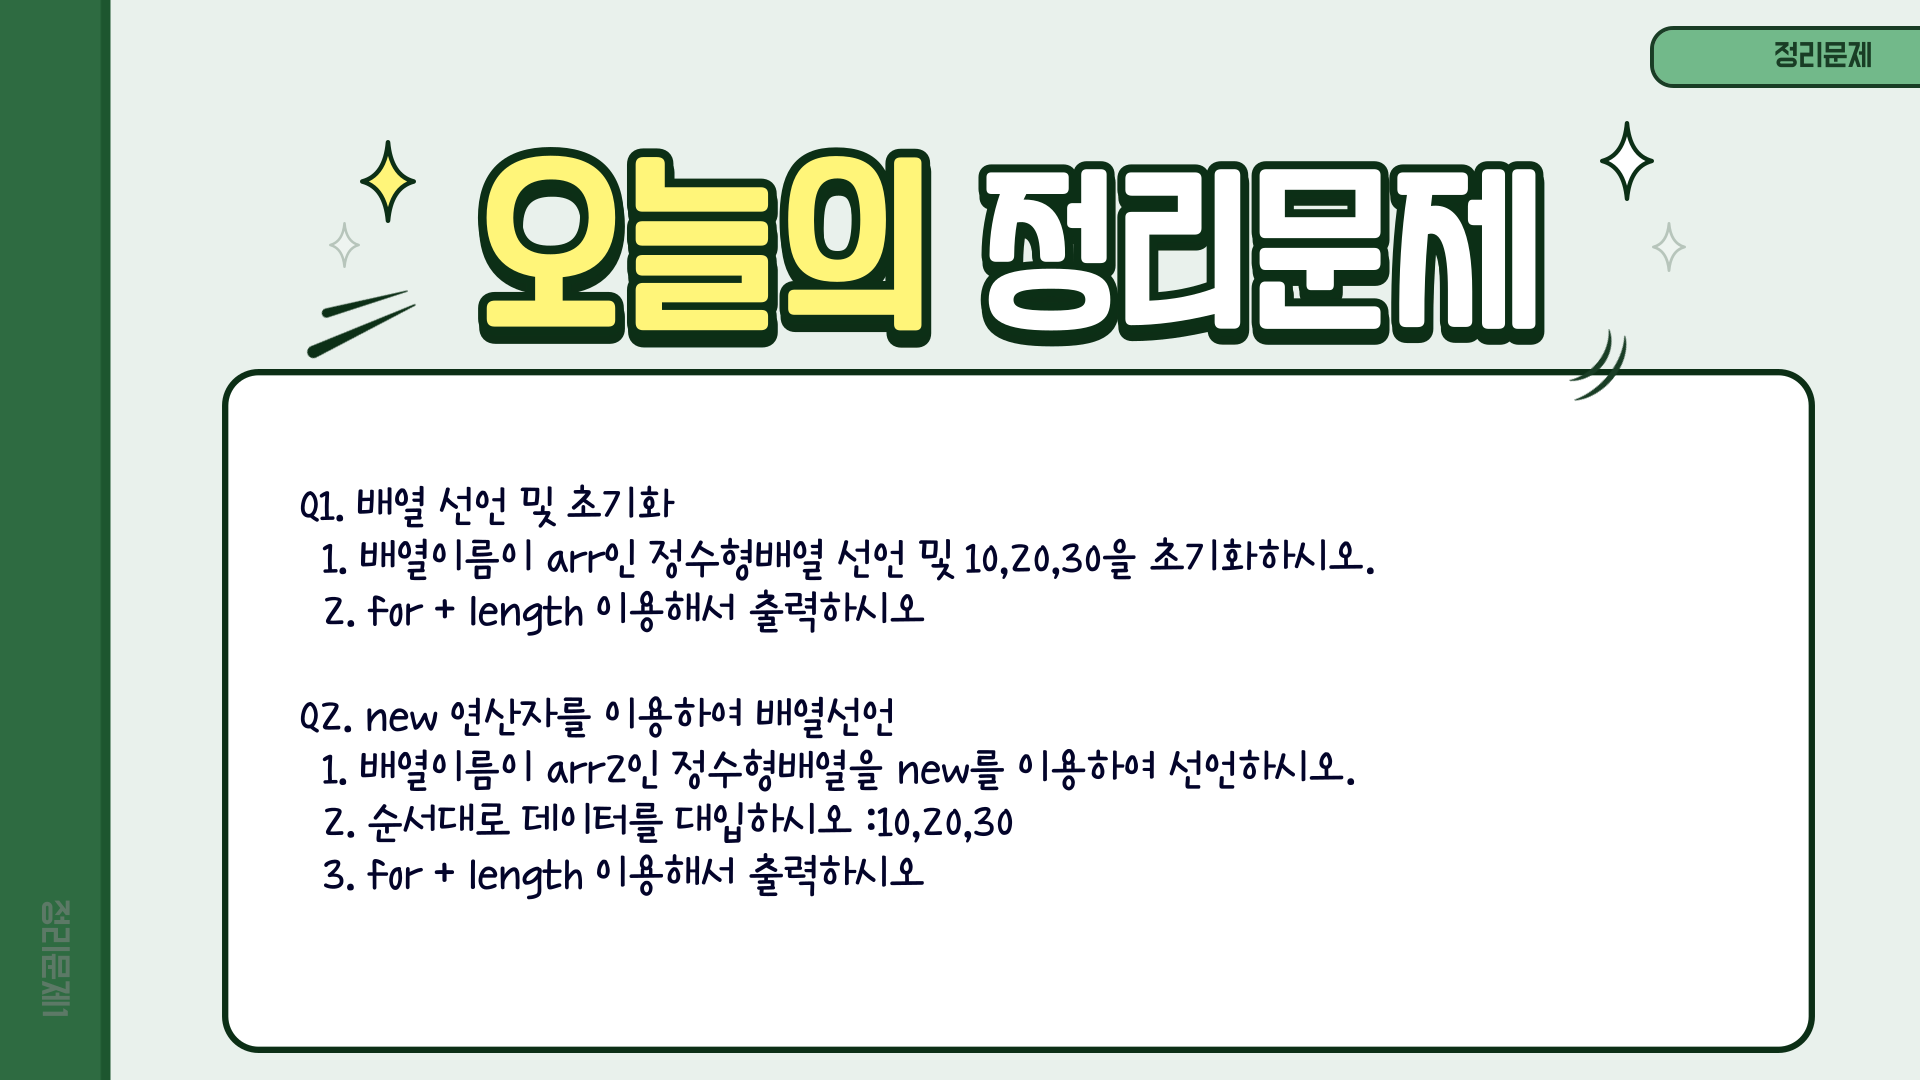 정리문제
오늘의 정리문제
Q1. 배열 선언 및 초기화
1. 배열이름이 arr인 정수형배열 선언 및 10,20,30을 초기화하시오.
2. for + length 이용해서 출력하시오
Q2. new 연산자를 이용하여 배열선언
1. 배열이름이 arr2인 정수형배열을 new를 이용하여 선언하시오.
2. 순서대로 데이터를 대입하시오 :10,20,30
3. for + length 이용해서 출력하시오
정리문제1